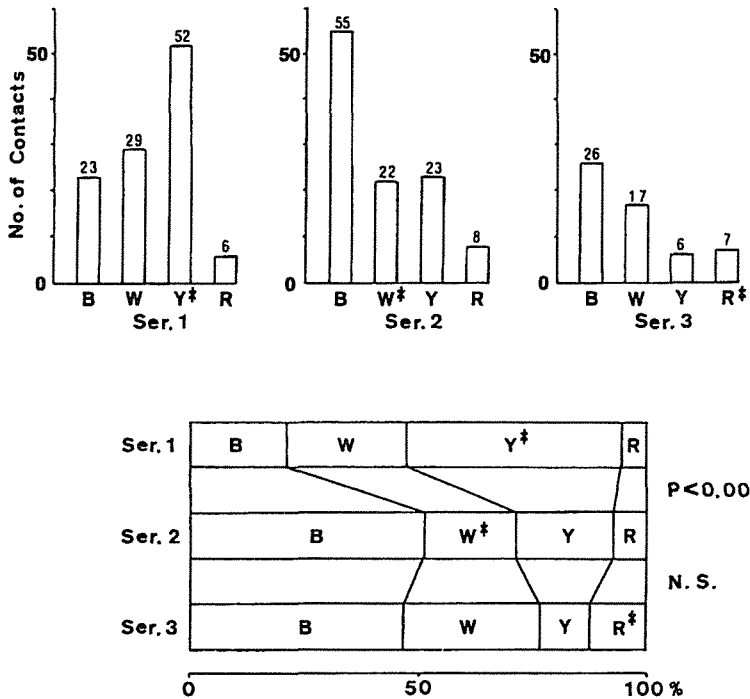 No. of Contacts
50
0
23
29
52
6
B W Y‡ R
Ser. 1
50
0
55
22
23
8
B W‡ Y R
Ser. 2
50
0
26
17
6
7
B W Y R‡
Ser. 3
Ser. 1 B W Y‡ R
P<0.00
Ser. 2 B W‡ Y R
N. S.
Ser. 3 B W Y R‡
0 50 100 %